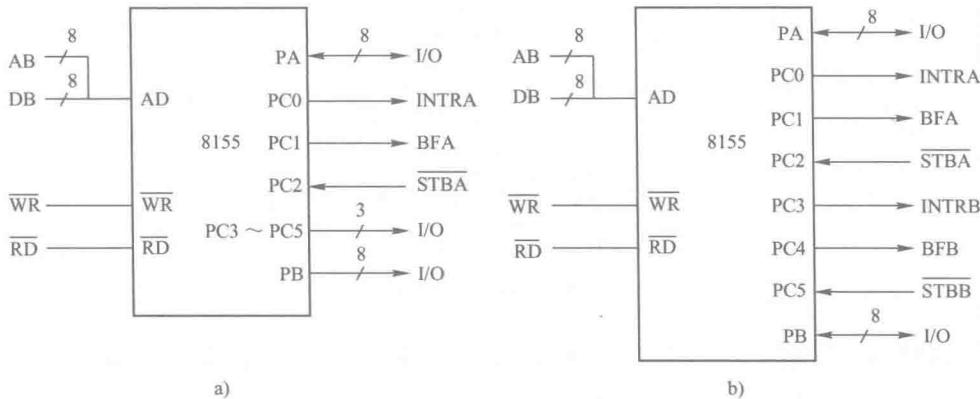 8
AB
8
DB
AD
8155
WR
WR
RD
RD
PA
8
I/O
PC0
INTRA
PC1
BFA
PC2
STBA
PC3 ~ PC5
3
I/O
PB
8
I/O
a)
8
AB
8
DB
AD
8155
WR
WR
RD
RD
PA
8
I/O
PC0
INTRA
PC1
BFA
PC2
STBA
PC3
INTRB
PC4
BFB
PC5
STBB
PB
8
I/O
b)